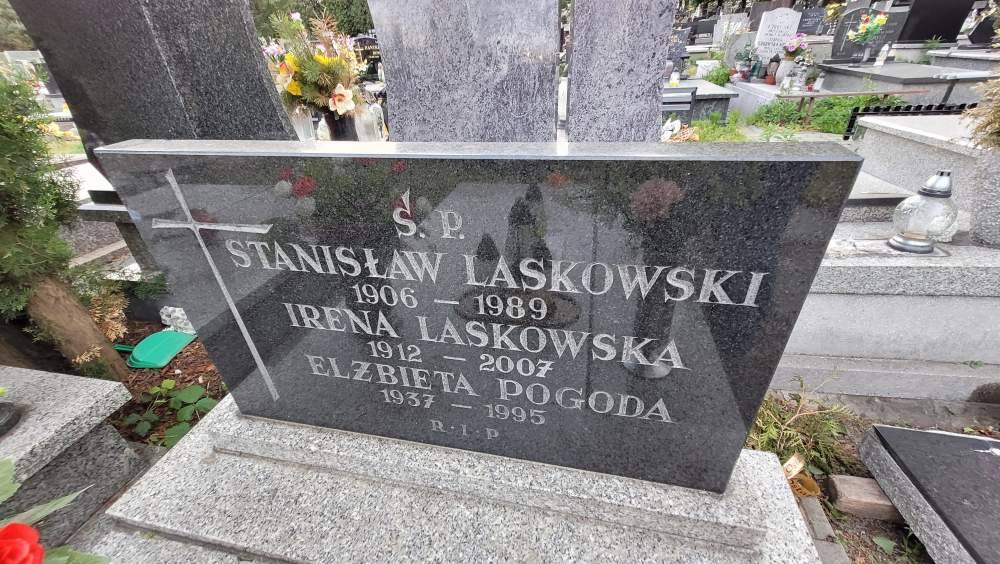 Ś. P.
STANISŁAW LASKOWSKI
1906 – 1989
IRENA LASKOWSKA
1912 – 2007
ELŻBIETA POGODA
1937 – 1995
R·I·P